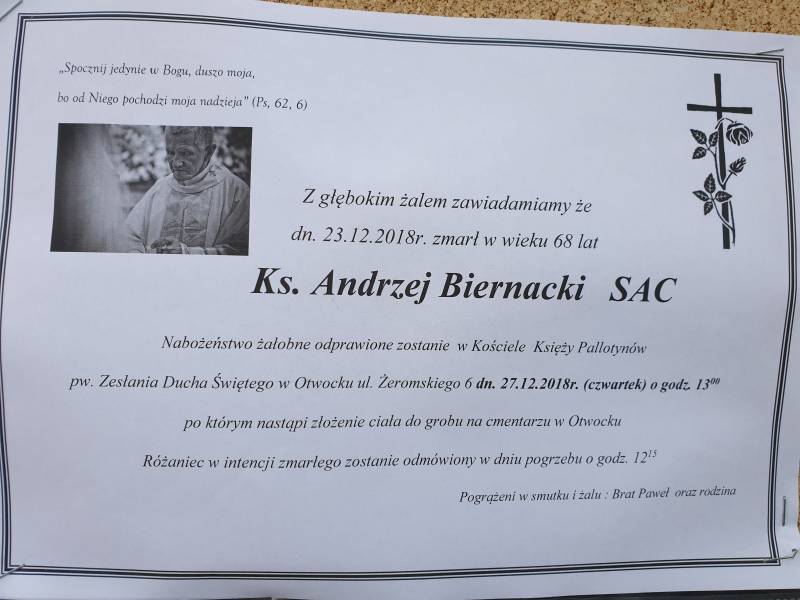 „Spocznij jedynie w Bogu, duszo moja,
bo od Niego pochodzi moja nadzieja” (Ps, 62, 6)
Z głębokim żalem zawiadamiamy że
dn. 23.12.2018r. zmarł w wieku 68 lat
Ks. Andrzej Biernacki SAC
Nabożeństwo żałobne odprawione zostanie w Kościele Księży Pallotynów
pw. Zesłania Ducha Świętego w Otwocku ul. Żeromskiego 6 dn. 27.12.2018r. (czwartek) o godz. 13⁰⁰
po którym nastąpi złożenie ciała do grobu na cmentarzu w Otwocku
Różaniec w intencji zmarłego zostanie odmówiony w dniu pogrzebu o godz. 12¹⁵
Pogrążeni w smutku i żalu : Brat Paweł oraz rodzina